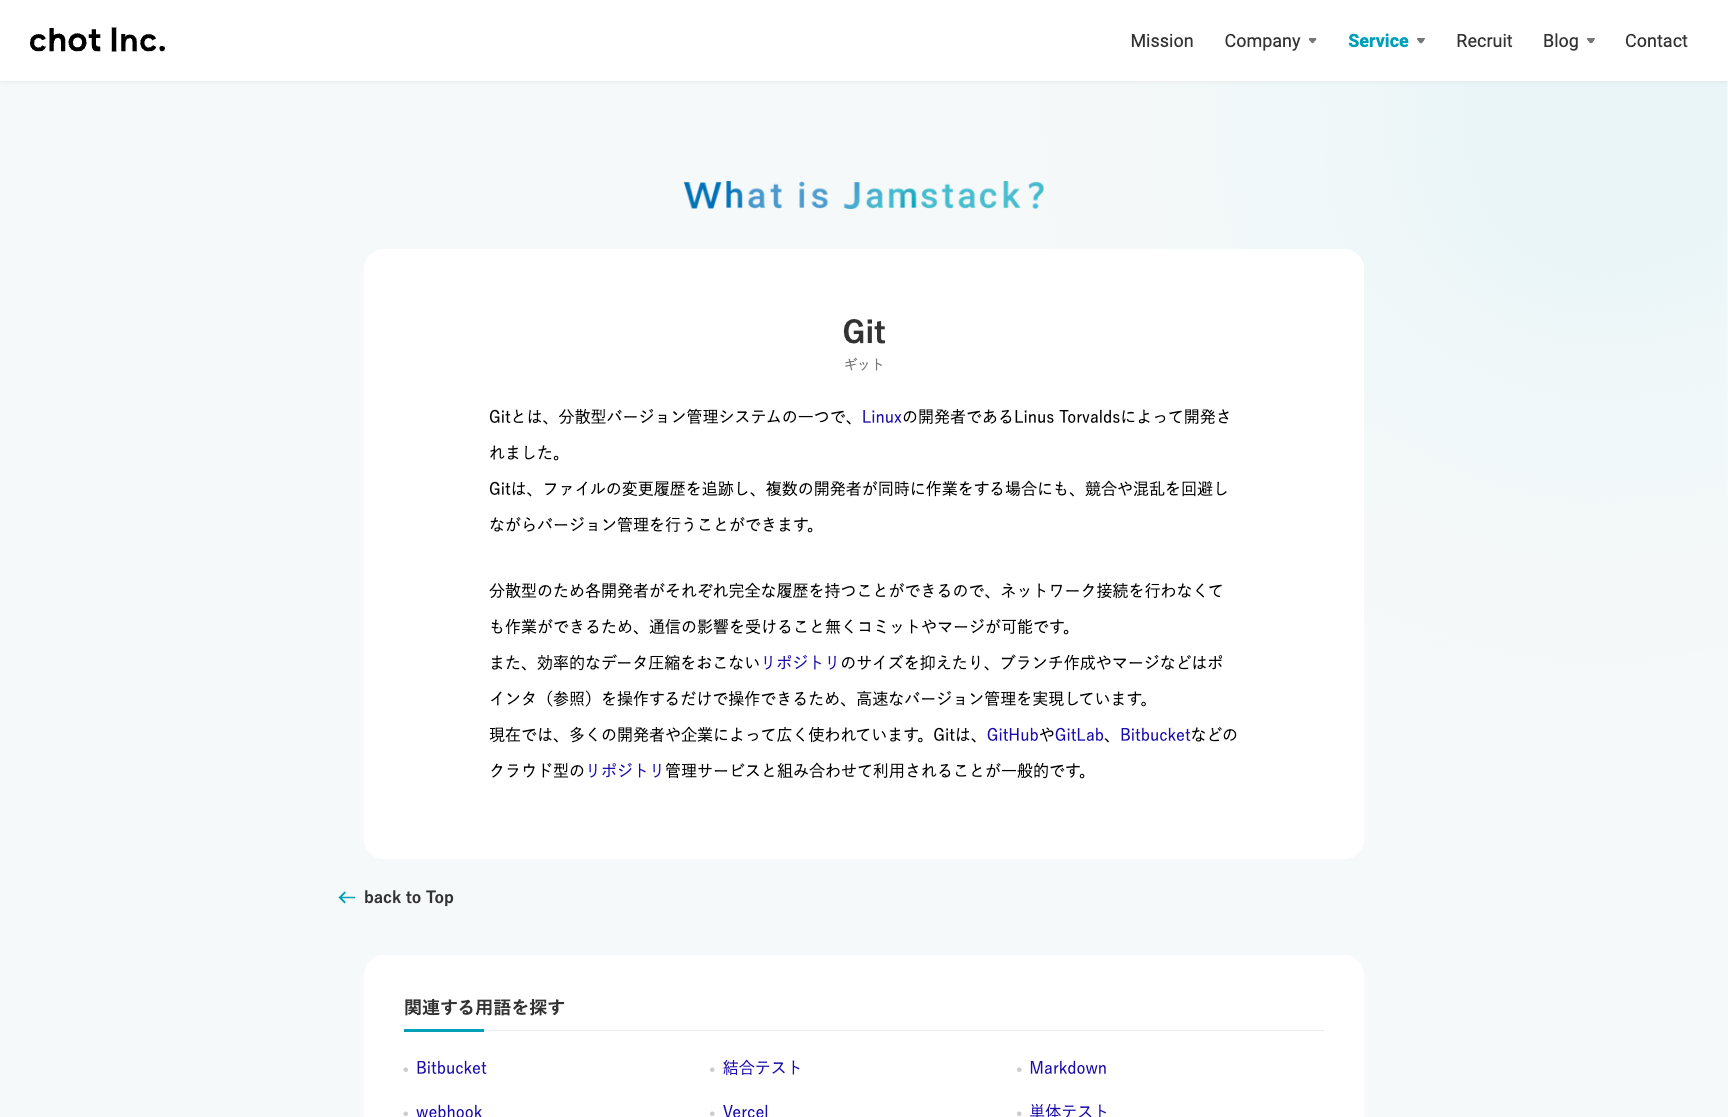 chot Inc.
Mission
Company
Service
Recruit
Blog
Contact
What is Jamstack?
Git
ギット
Gitとは、分散型バージョン管理システムの一つで、Linuxの開発者であるLinus Torvaldsによって開発さ
れました。
Gitは、ファイルの変更履歴を追跡し、複数の開発者が同時に作業をする場合にも、競合や混乱を回避し
ながらバージョン管理を行うことができます。
分散型のため各開発者がそれぞれ完全な履歴を持つことができるので、ネットワーク接続を行わなくて
も作業ができるため、通信の影響を受けること無くコミットやマージが可能です。
また、効率的なデータ圧縮をおこないリポジトリのサイズを抑えたり、ブランチ作成やマージなどはポ
インタ（参照）を操作するだけで操作できるため、高速なバージョン管理を実現しています。
現在では、多くの開発者や企業によって広く使われています。Gitは、GitHubやGitLab、Bitbucketなどの
クラウド型のリポジトリ管理サービスと組み合わせて利用されることが一般的です。
back to Top
関連する用語を探す
Bitbucket
結合テスト
Markdown
webhook
Vercel
単体テスト